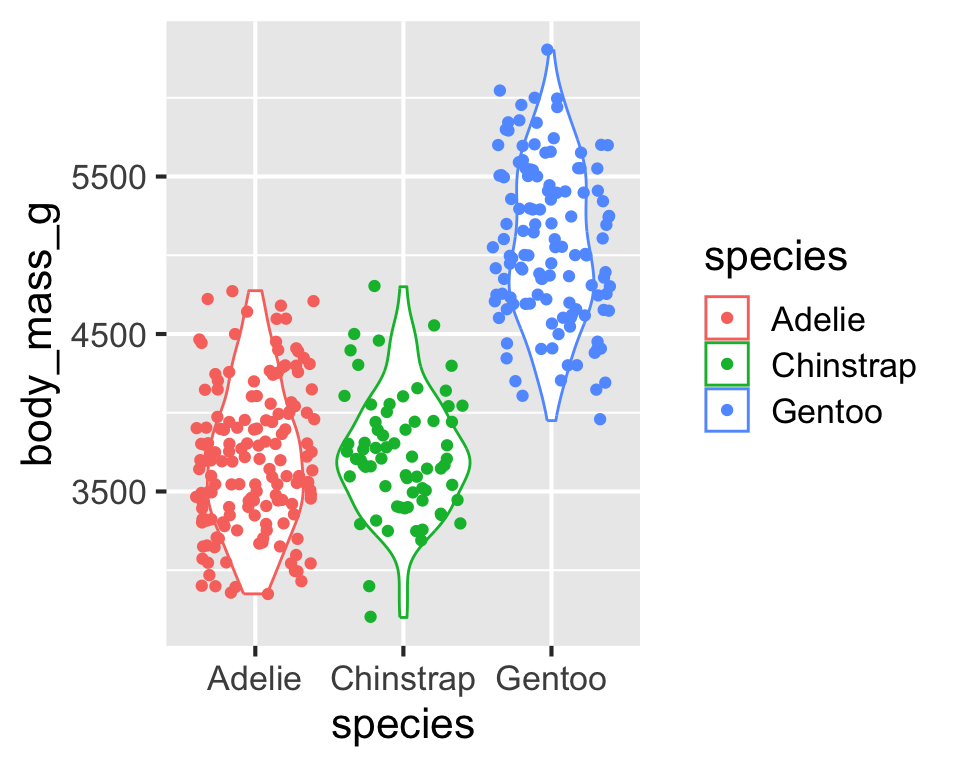 body_mass_g
5500
4500
3500
Adelie
Chinstrap
Gentoo
species
species
Adelie
Chinstrap
Gentoo